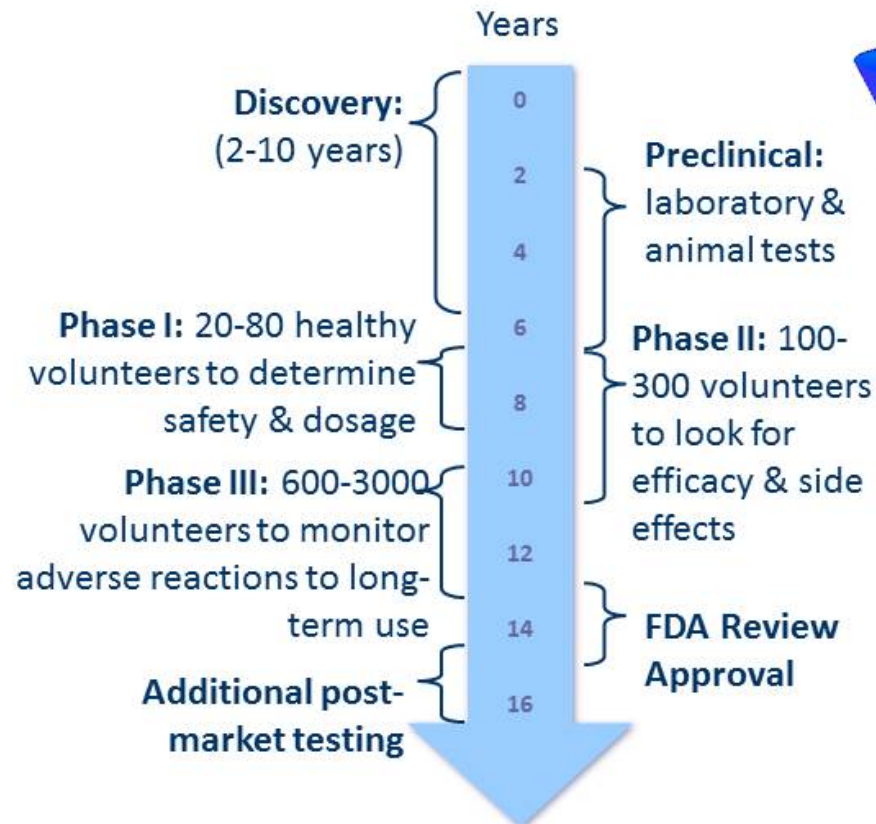 Years
Discovery:
(2-10 years)
0
2
4
6
8
10
12
14
16
Preclinical:
laboratory &
animal tests
Phase I: 20-80 healthy
volunteers to determine
safety & dosage
Phase II: 100-
300 volunteers
to look for
efficacy & side
effects
Phase III: 600-3000
volunteers to monitor
adverse reactions to long-
term use
FDA Review
Approval
Additional post-
market testing